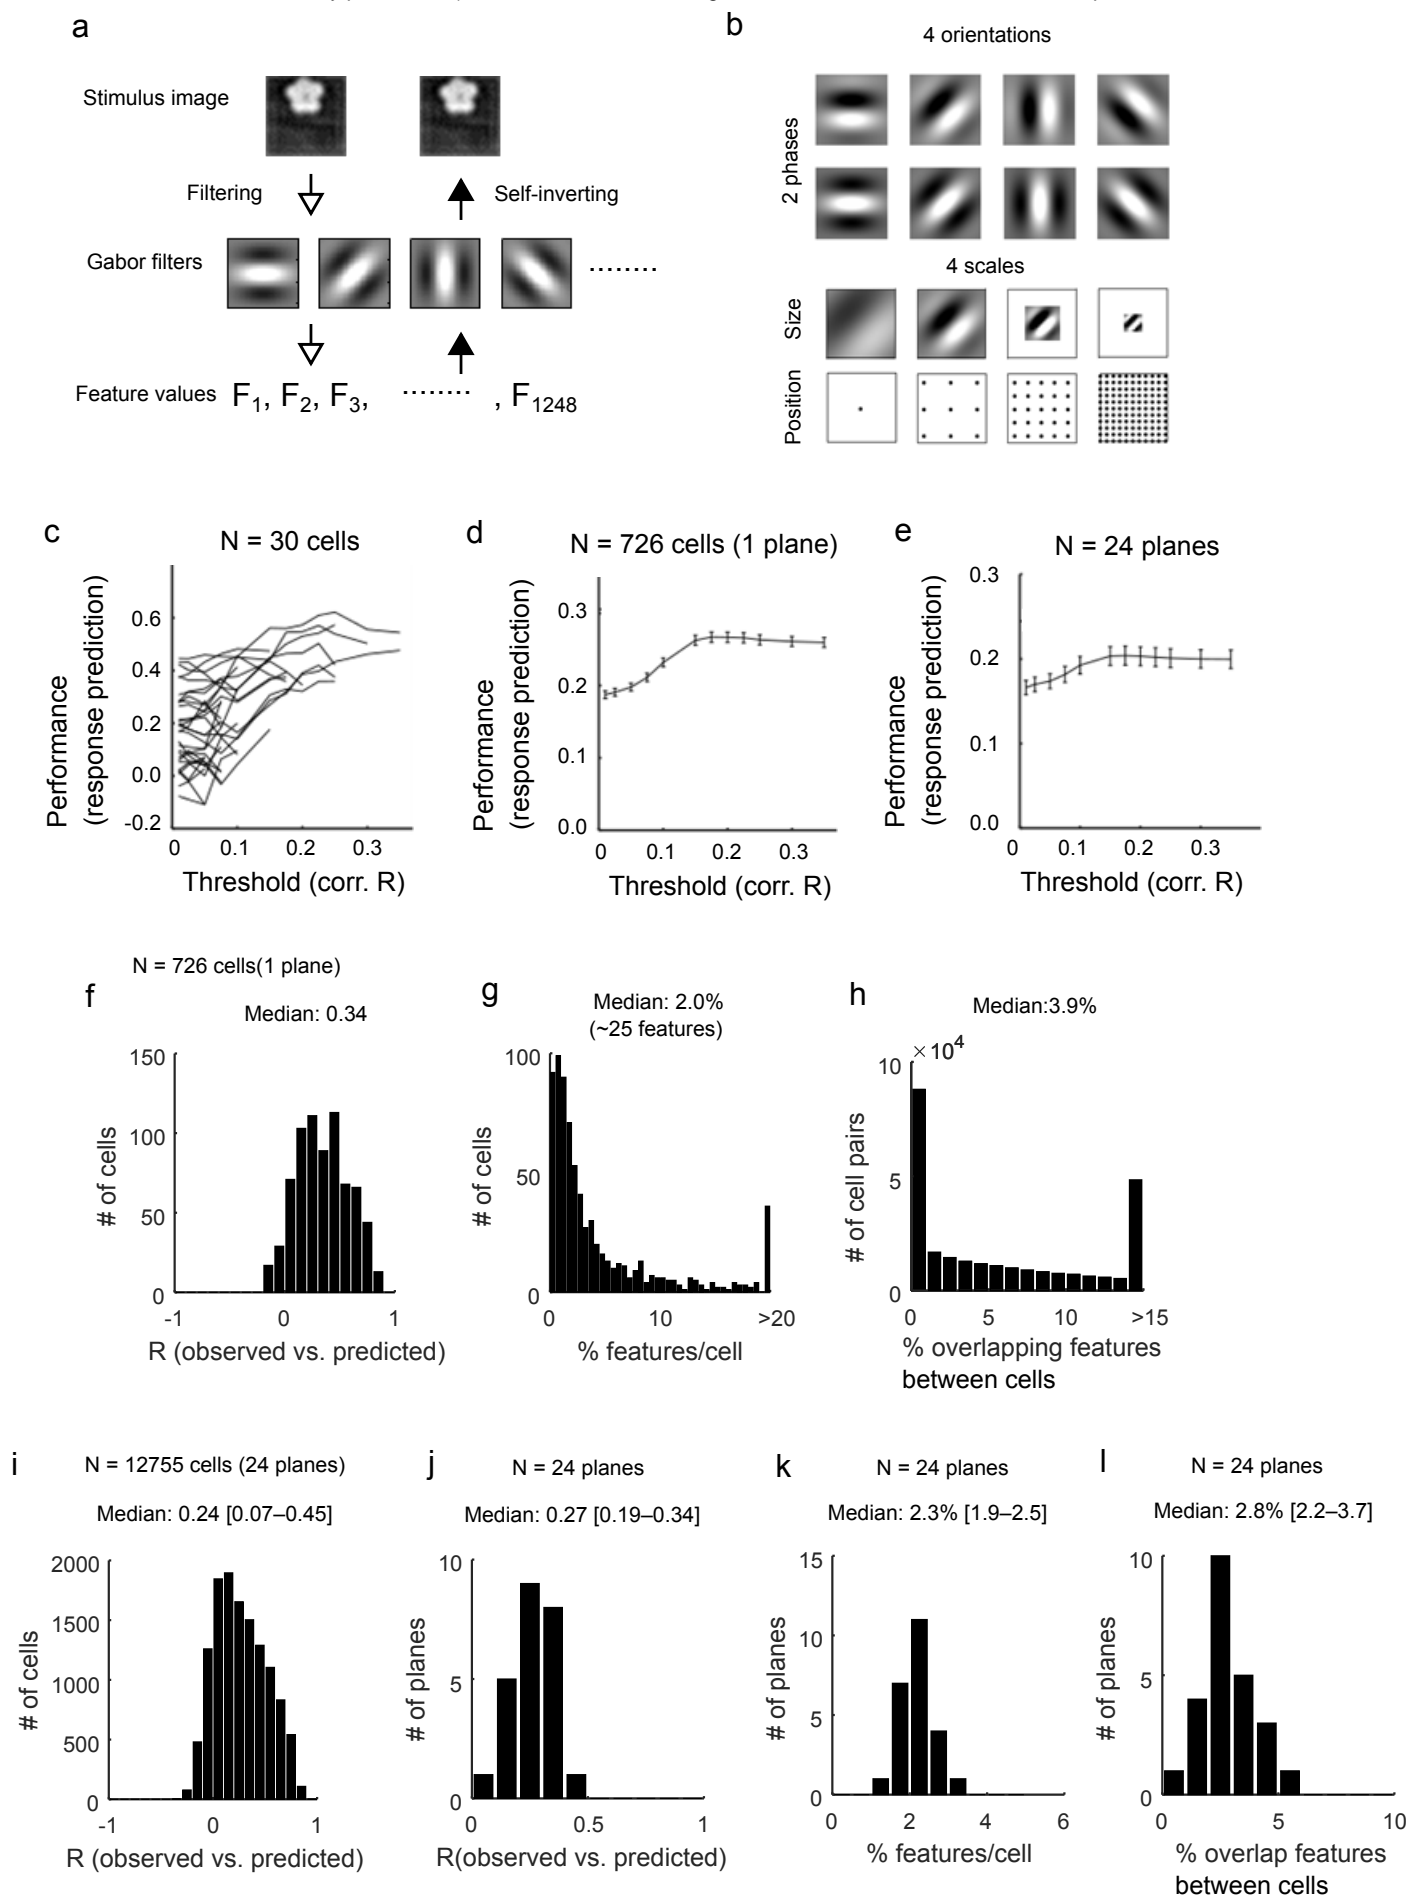 a
Stimulus image
Filtering
Self-inverting
Gabor filters
........
Feature values
F1, F2, F3, ........ , F1248
b
4 orientations
2 phases
4 scales
Size
Position
c
N = 30 cells
Performance
(response prediction)
0.6
0.4
0.2
0.0
-0.2
0 0.1 0.2 0.3
Threshold (corr. R)
d
N = 726 cells (1 plane)
Performance
(response prediction)
0.3
0.2
0.1
0.0
0 0.1 0.2 0.3
Threshold (corr. R)
e
N = 24 planes
Performance
(response prediction)
0.3
0.2
0.1
0.0
0 0.1 0.2 0.3
Threshold (corr. R)
N = 726 cells(1 plane)
f
Median: 0.34
# of cells
150
100
50
0
-1 0 1
R (observed vs. predicted)
g
Median: 2.0%
(~25 features)
# of cells
100
50
0
0 10 >20
% features/cell
h
Median:3.9%
×10^4
# of cell pairs
10
5
0
0 5 10 >15
% overlapping features
between cells
i
N = 12755 cells (24 planes)
Median: 0.24 [0.07–0.45]
# of cells
2000
1500
1000
500
0
-1 0 1
R (observed vs. predicted)
j
N = 24 planes
Median: 0.27 [0.19–0.34]
# of planes
10
5
0
0 0.5 1
R(observed vs. predicted)
k
N = 24 planes
Median: 2.3% [1.9–2.5]
# of planes
15
10
5
0
0 2 4 6
% features/cell
l
N = 24 planes
Median: 2.8% [2.2–3.7]
# of planes
10
5
0
0 5 10
% overlap features
between cells